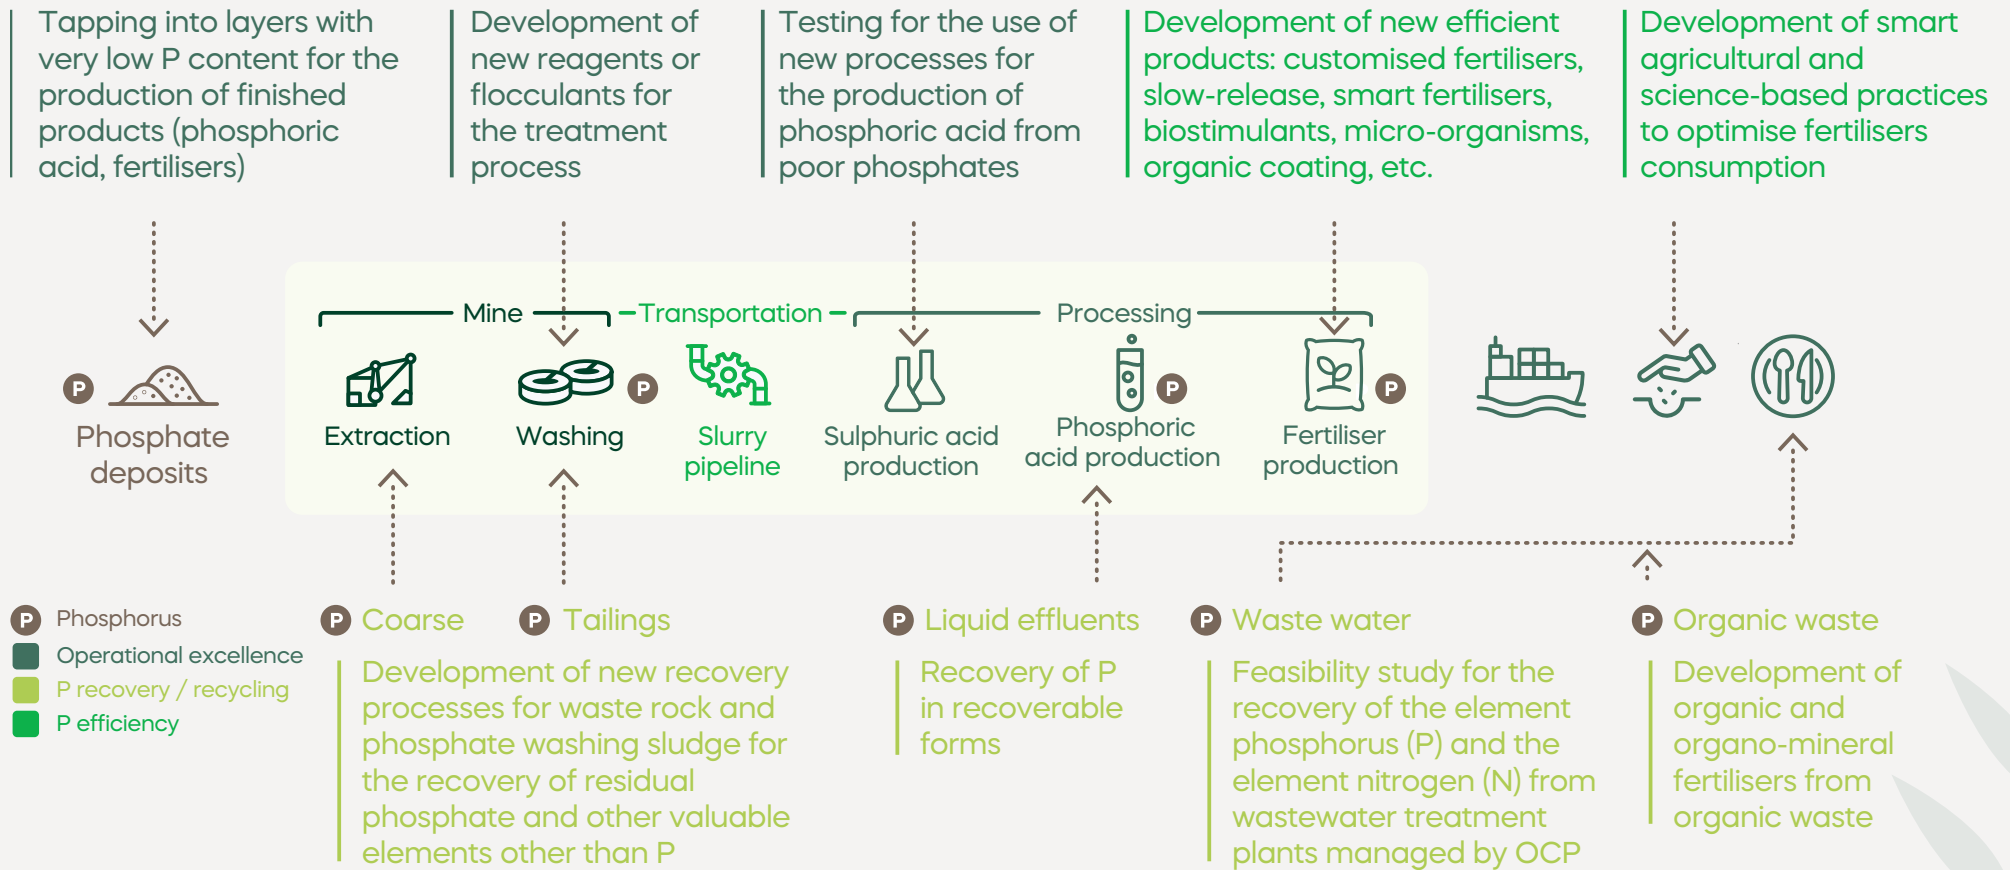 Tapping into layers with
very low P content for the
production of finished
products (phosphoric
acid, fertilisers)
Development of
new reagents or
flocculants for
the treatment
process
Testing for the use of
new processes for
the production of
phosphoric acid from
poor phosphates
Development of new efficient
products: customised fertilisers,
slow-release, smart fertilisers,
biostimulants, micro-organisms,
organic coating, etc.
Development of smart
agricultural and
science-based practices
to optimise fertilisers
consumption
Mine
Transportation
Processing
P
Phosphate
deposits
Extraction
Washing
P
Slurry
pipeline
Sulphuric acid
production
P
Phosphoric
acid production
P
Fertiliser
production
P Phosphorus
Operational excellence
P recovery / recycling
P efficiency
P Coarse
P Tailings
Development of new recovery
processes for waste rock and
phosphate washing sludge for
the recovery of residual
phosphate and other valuable
elements other than P
P Liquid effluents
Recovery of P
in recoverable
forms
P Waste water
Feasibility study for the
recovery of the element
phosphorus (P) and the
element nitrogen (N) from
wastewater treatment
plants managed by OCP
P Organic waste
Development of
organic and
organo-mineral
fertilisers from
organic waste